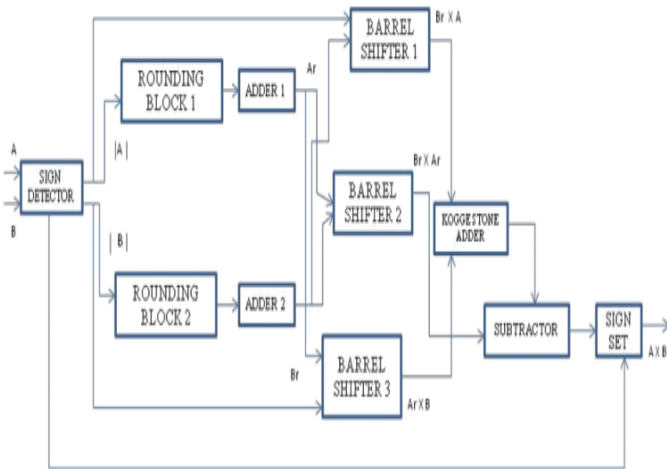 BARREL
SHIFTER 1
Br X A
ROUNDING
BLOCK 1
ADDER 1
Ar
A
|A|
SIGN
DETECTOR
B
BARREL
SHIFTER 2
Br X Ar
KOGGESTONE
ADDER
|B|
ROUNDING
BLOCK 2
ADDER 2
SUBTRACTOR
SIGN
SET
A X B
Br
BARREL
SHIFTER 3
Ar X B